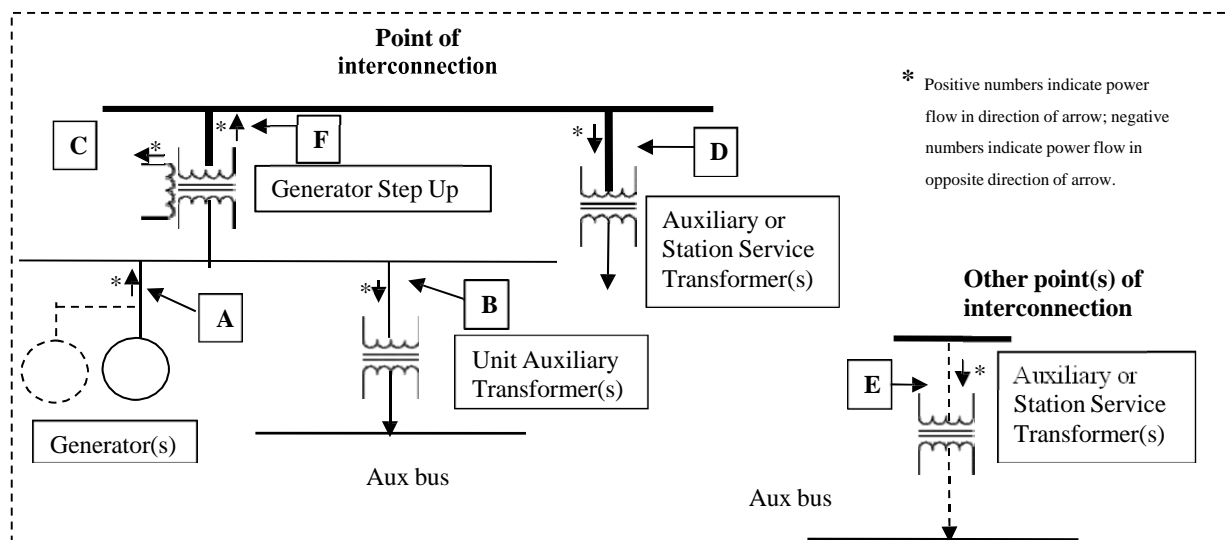 Point of
interconnection
* Positive numbers indicate power
flow in direction of arrow; negative
numbers indicate power flow in
opposite direction of arrow.
C
*
*
F
*
D
Generator Step Up
Auxiliary or
Station Service
Transformer(s)
*
A
*
B
Unit Auxiliary
Transformer(s)
Generator(s)
Aux bus
Other point(s) of
interconnection
E
*
Auxiliary or
Station Service
Transformer(s)
Aux bus